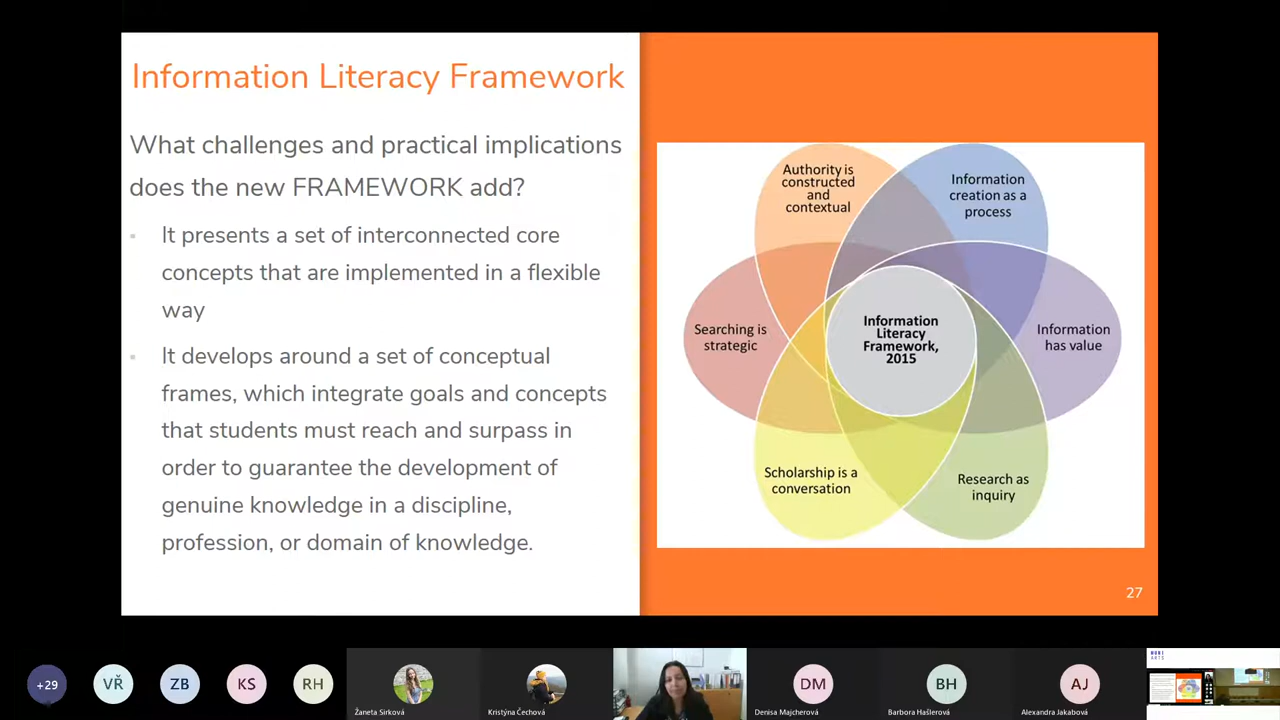 Information Literacy Framework
What challenges and practical implications
does the new FRAMEWORK add?
It presents a set of interconnected core
concepts that are implemented in a flexible
way
It develops around a set of conceptual
frames, which integrate goals and concepts
that students must reach and surpass in
order to guarantee the development of
genuine knowledge in a discipline,
profession, or domain of knowledge.
Authority is
constructed
and
contextual
Information
creation as a
process
Searching is
strategic
Information
Literacy
Framework,
2015
Information
has value
Scholarship is a
conversation
Research as
inquiry
27
+29
VŘ
ZB
KS
RH
Žaneta Sirková
Kristýna Čechová
DM
Denisa Majcherová
BH
Barbora Hašlerová
AJ
Alexandra Jakabová
MUNI
ARTS